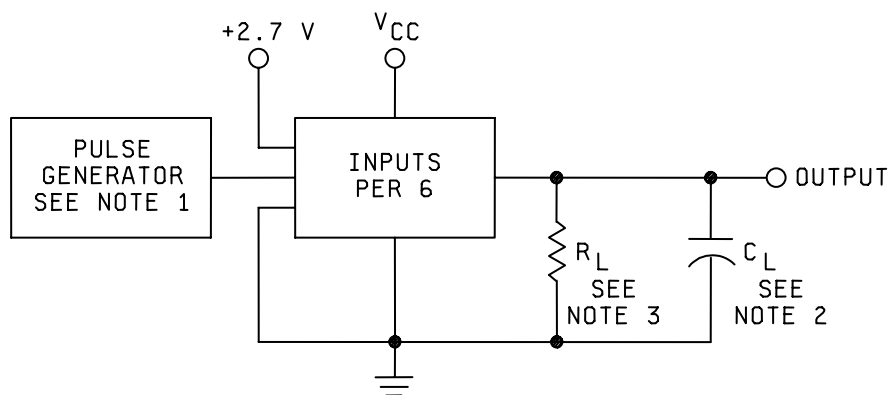 +2.7 V
VCC
PULSE
GENERATOR
SEE NOTE 1
INPUTS
PER 6
OUTPUT
RL
SEE
NOTE 3
CL
SEE
NOTE 2